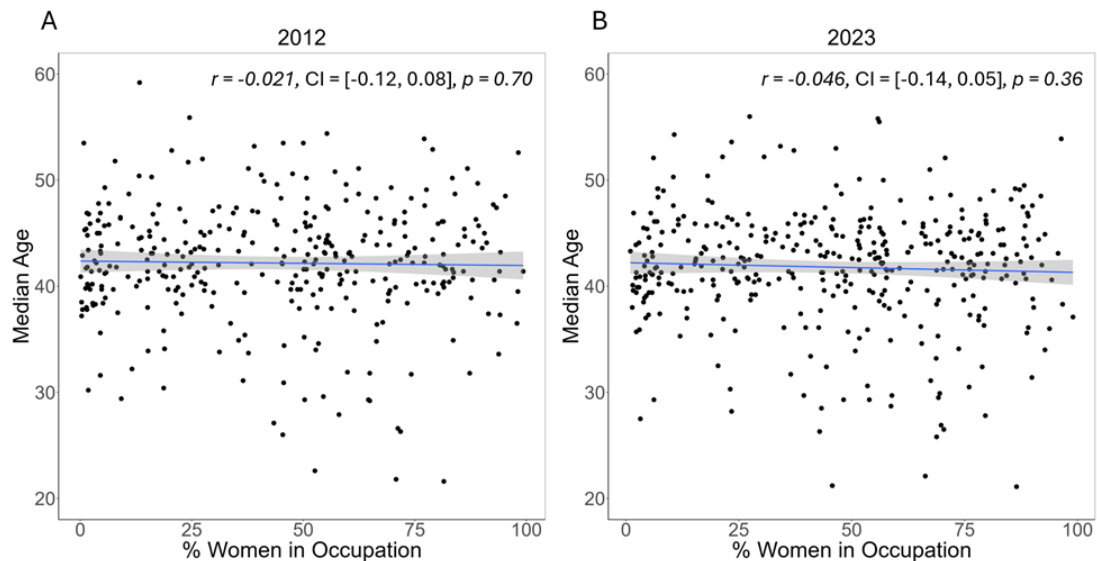 A
2012
r = -0.021, CI = [-0.12, 0.08], p = 0.70
Median Age
60
50
40
30
20
0 25 50 75 100
% Women in Occupation
B
2023
r = -0.046, CI = [-0.14, 0.05], p = 0.36
Median Age
60
50
40
30
20
0 25 50 75 100
% Women in Occupation